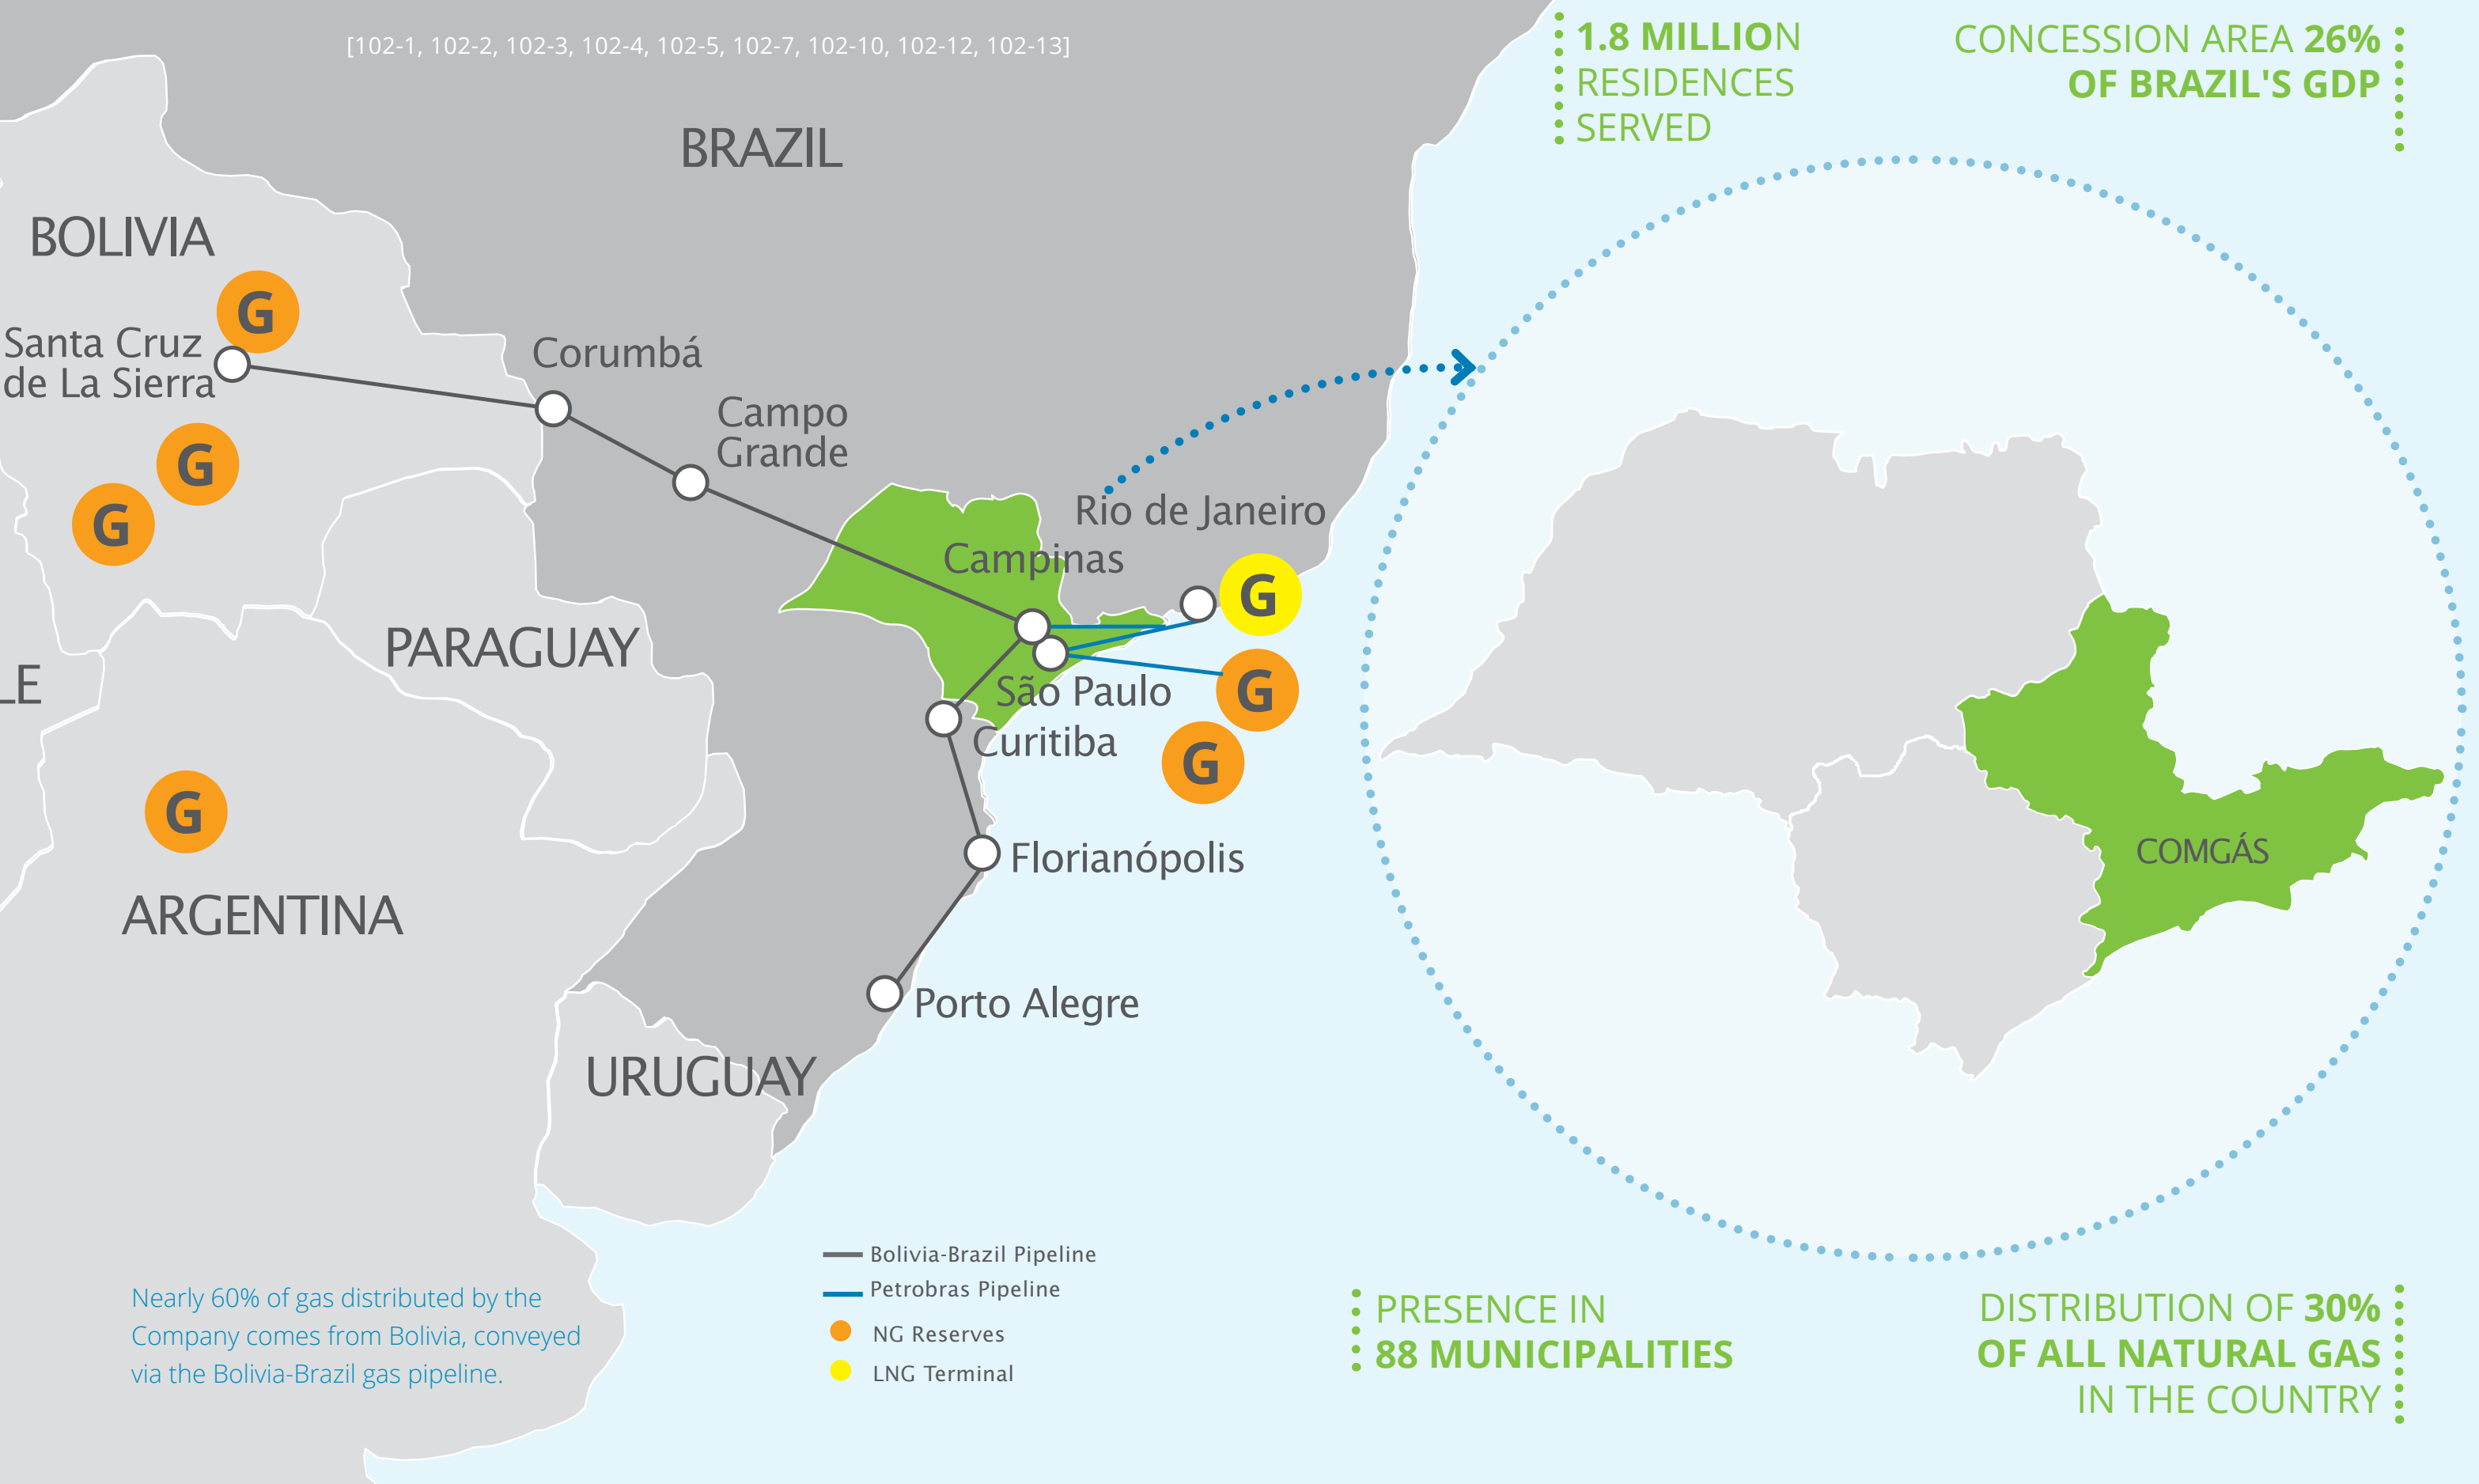 [102-1, 102-2, 102-3, 102-4, 102-5, 102-7, 102-10, 102-12, 102-13]
1.8 MILLION
RESIDENCES
SERVED
CONCESSION AREA 26%
OF BRAZIL'S GDP
BRAZIL
BOLIVIA
G
Santa Cruz
de La Sierra
Corumbá
Campo
Grande
G
G
Rio de Janeiro
Campinas
G
PARAGUAY
LE
São Paulo
G
Curitiba
G
G
Florianópolis
COMGÁS
ARGENTINA
Porto Alegre
URUGUAY
Nearly 60% of gas distributed by the
Company comes from Bolivia, conveyed
via the Bolivia-Brazil gas pipeline.
Bolivia-Brazil Pipeline
Petrobras Pipeline
NG Reserves
LNG Terminal
PRESENCE IN
88 MUNICIPALITIES
DISTRIBUTION OF 30%
OF ALL NATURAL GAS
IN THE COUNTRY